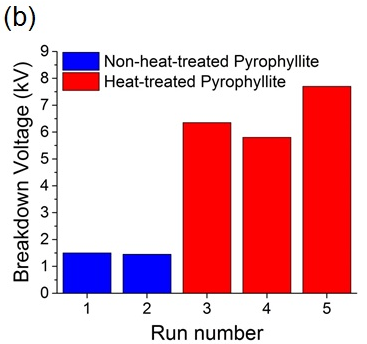 (b)
Non-heat-treated Pyrophyllite
Heat-treated Pyrophyllite
Breakdown Voltage (kV)
9
8
7
6
5
4
3
2
1
0
1 2 3 4 5
Run number